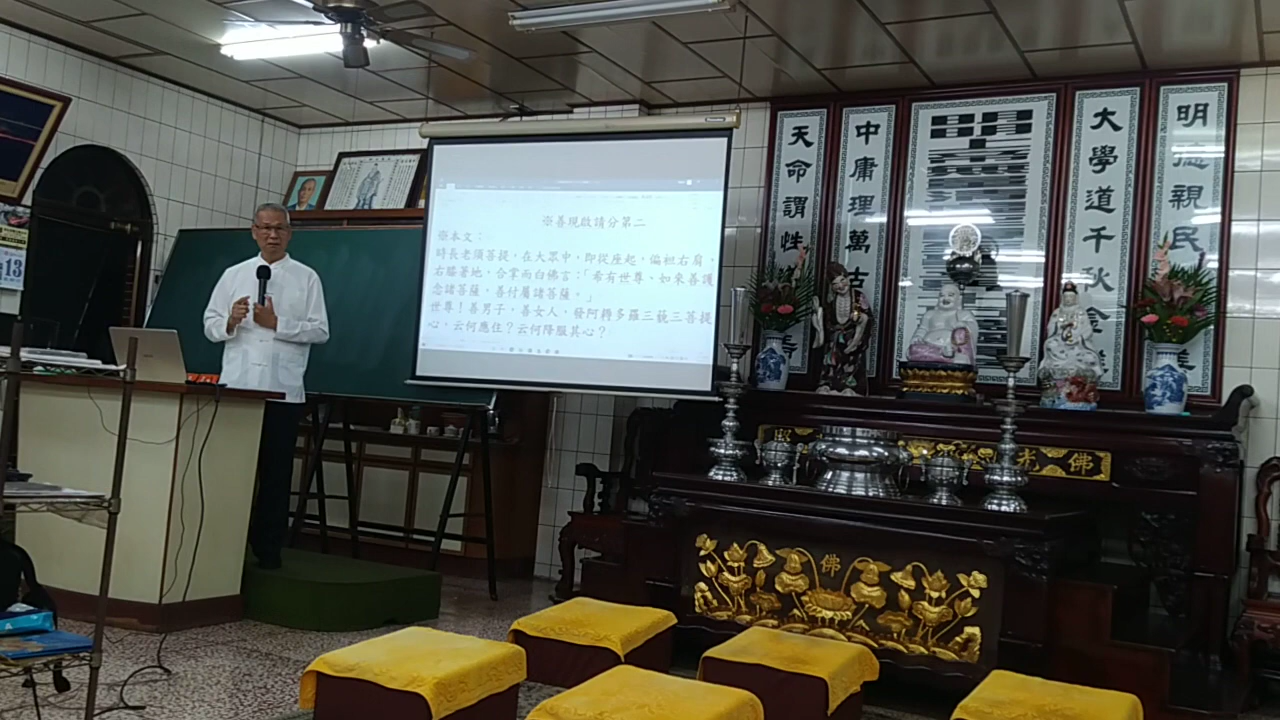 ※善現啟請分第二
※本文：
時長老須菩提，在大眾中，即從座起，偏袒右肩，
右膝著地，合掌而白佛言：「希有世尊、如來善護
念諸菩薩，善付屬諸菩薩。」
世尊！善男子，善女人，發阿耨多羅三藐三菩提
心，云何應住？云何降服其心？
明德親民
大學道千秋金
中庸理萬古
天命謂性
佛光
佛
13